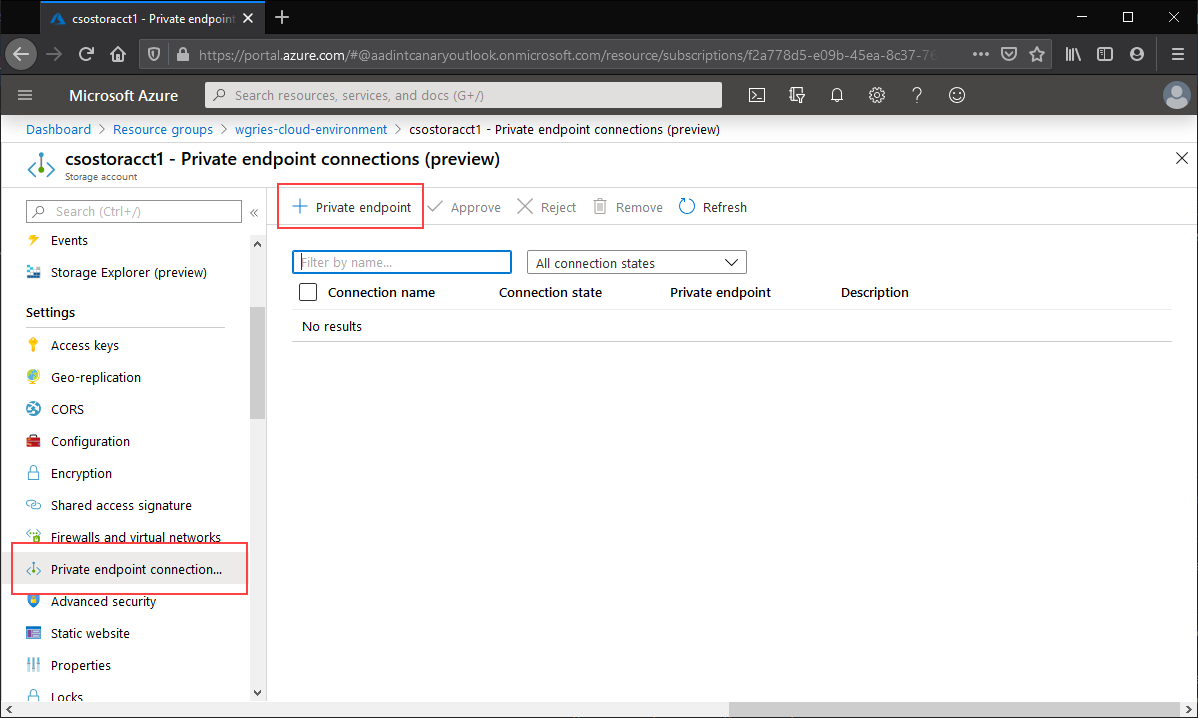 csostoracct1 - Private endpoint
https://portal.azure.com/#@aadintcanaryoutlook.onmicrosoft.com/resource/subscriptions/f2a778d5-e09b-45ea-8c37-76
Microsoft Azure
Search resources, services, and docs (G+/)
Dashboard > Resource groups > wgries-cloud-environment > csostoracct1 - Private endpoint connections (preview)
csostoracct1 - Private endpoint connections (preview)
Storage account
Search (Ctrl+/)
«
Events
Storage Explorer (preview)
Settings
Access keys
Geo-replication
CORS
Configuration
Encryption
Shared access signature
Firewalls and virtual networks
Private endpoint connection...
Advanced security
Static website
Properties
Locks
+ Private endpoint Approve Reject Remove Refresh
Filter by name...
All connection states
Connection name Connection state Private endpoint Description
No results